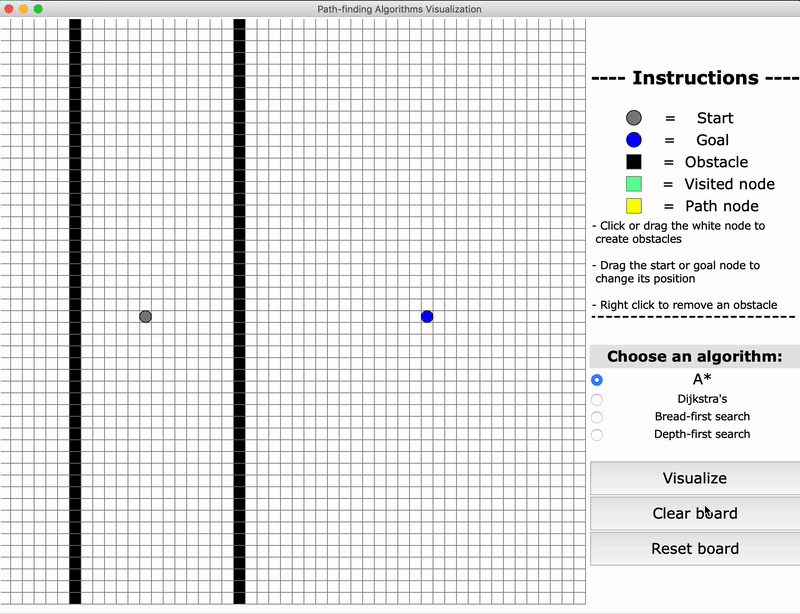 Path-finding Algorithms Visualization
---- Instructions ----
= Start
= Goal
= Obstacle
= Visited node
= Path node
- Click or drag the white node to
create obstacles
- Drag the start or goal node to
change its position
- Right click to remove an obstacle
Choose an algorithm:
A*
Dijkstra's
Bread-first search
Depth-first search
Visualize
Clear board
Reset board